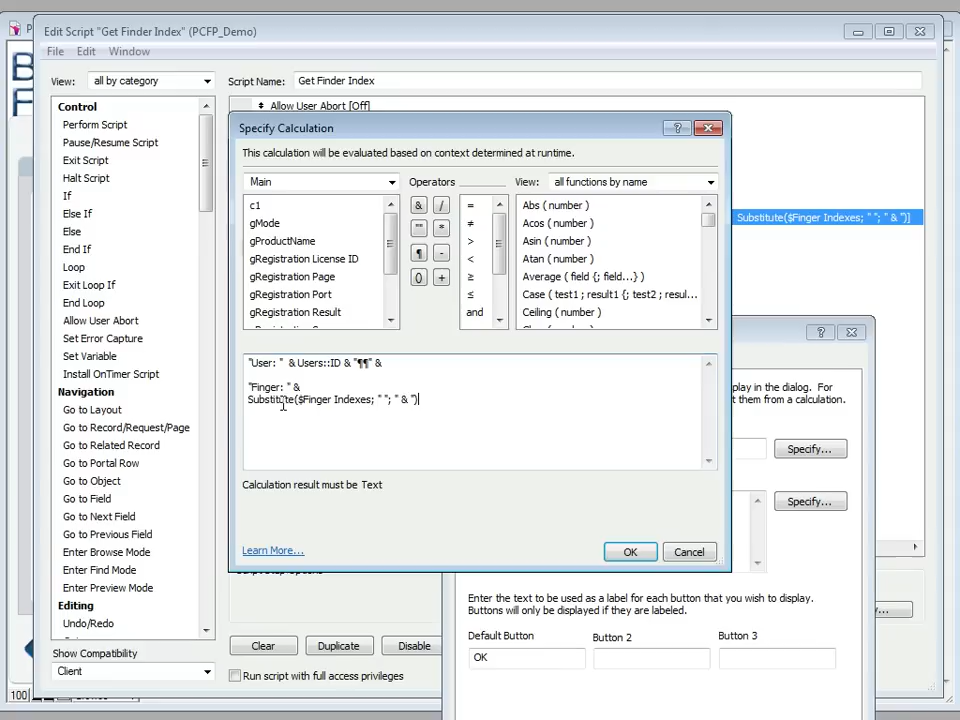 Edit Script "Get Finder Index" (PCFP_Demo)
File Edit Window
View: all by category
Script Name: Get Finder Index
Control
Perform Script
Pause/Resume Script
Exit Script
Halt Script
If
Else If
Else
End If
Loop
Exit Loop If
End Loop
Allow User Abort
Set Error Capture
Set Variable
Install OnTimer Script
Navigation
Go to Layout
Go to Record/Request/Page
Go to Related Record
Go to Portal Row
Go to Object
Go to Field
Go to Next Field
Go to Previous Field
Enter Browse Mode
Enter Find Mode
Enter Preview Mode
Editing
Undo/Redo
Show Compatibility
Client
100
Allow User Abort [Off]
Substitute($Finger Indexes; " "; " & ")]
Specify Calculation
This calculation will be evaluated based on context determined at runtime.
Main
Operators
View: all functions by name
c1
gMode
gProductName
gRegistration License ID
gRegistration Page
gRegistration Port
gRegistration Result
& /
"" *
¶ -
() +
=
≠
>
<
≥
≤
and
Abs ( number )
Acos ( number )
Asin ( number )
Atan ( number )
Average ( field {; field...} )
Case ( test1 ; result1 {; test2 ; resul...
Ceiling ( number )
"User: " & Users::ID & "¶¶" &
"Finger: " &
Substitute($Finger Indexes; " "; " & ")
Calculation result must be Text
Learn More...
OK
Cancel
play in the dialog. For
t them from a calculation.
Specify...
Specify...
Enter the text to be used as a label for each button that you wish to display.
Buttons will only be displayed if they are labeled.
Default Button
Button 2
Button 3
OK
Clear
Duplicate
Disable
Run script with full access privileges